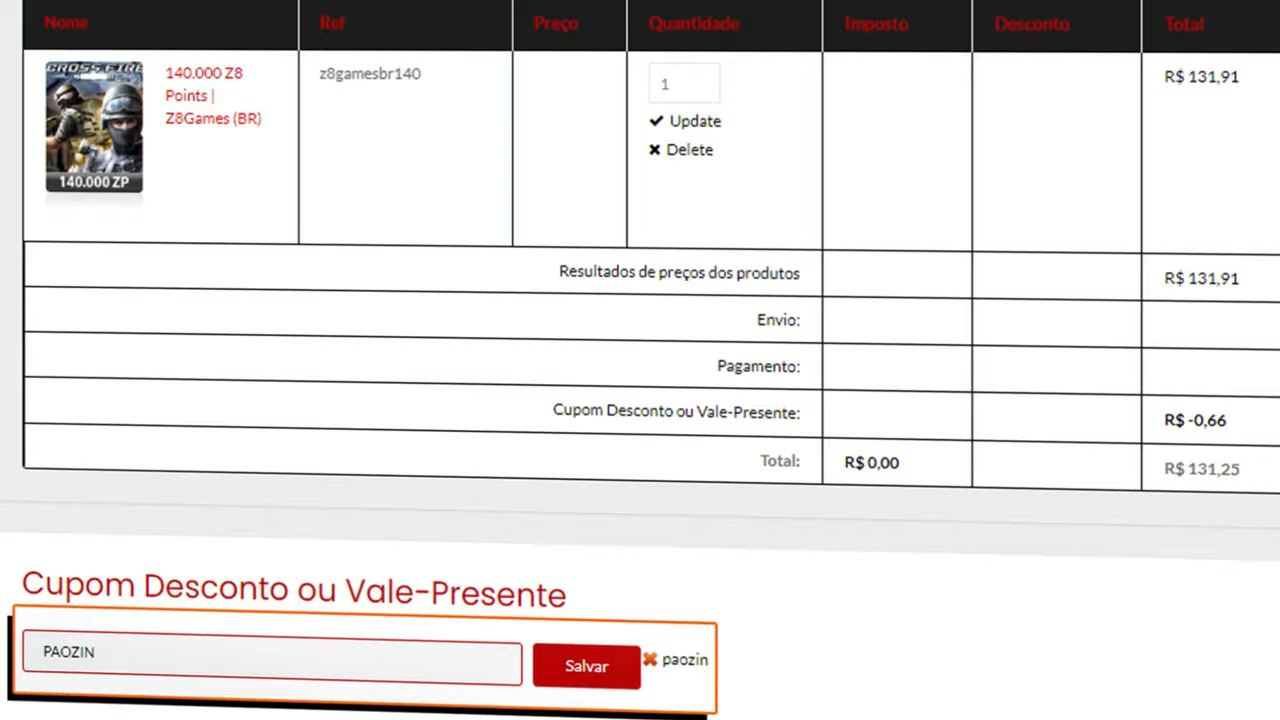 Nome Ref Preço Quantidade Imposto Desconto Total
CROSS FIRE
140.000 ZP
140.000 Z8
Points |
Z8Games (BR)
z8gamesbr140
1
Update
Delete
R$ 131,91
Resultados de preços dos produtos R$ 131,91
Envio:
Pagamento:
Cupom Desconto ou Vale-Presente: R$ -0,66
Total: R$ 0,00 R$ 131,25
Cupom Desconto ou Vale-Presente
PAOZIN Salvar paozin